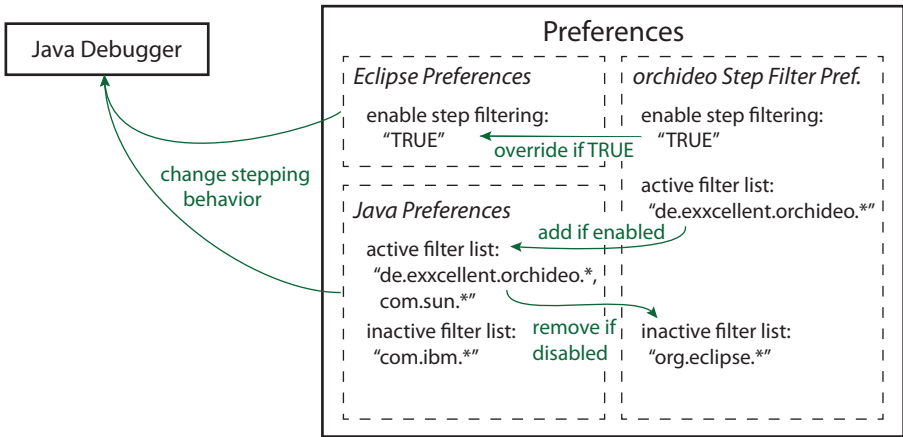 Java Debugger
Preferences
Eclipse Preferences
enable step filtering:
“TRUE”
orchideo Step Filter Pref.
enable step filtering:
“TRUE”
override if TRUE
change stepping
behavior
active filter list:
“de.exxcellent.orchideo.*”
Java Preferences
add if enabled
active filter list:
“de.exxcellent.orchideo.*,
com.sun.*”
inactive filter list:
“com.ibm.*”
remove if
disabled
inactive filter list:
“org.eclipse.*”